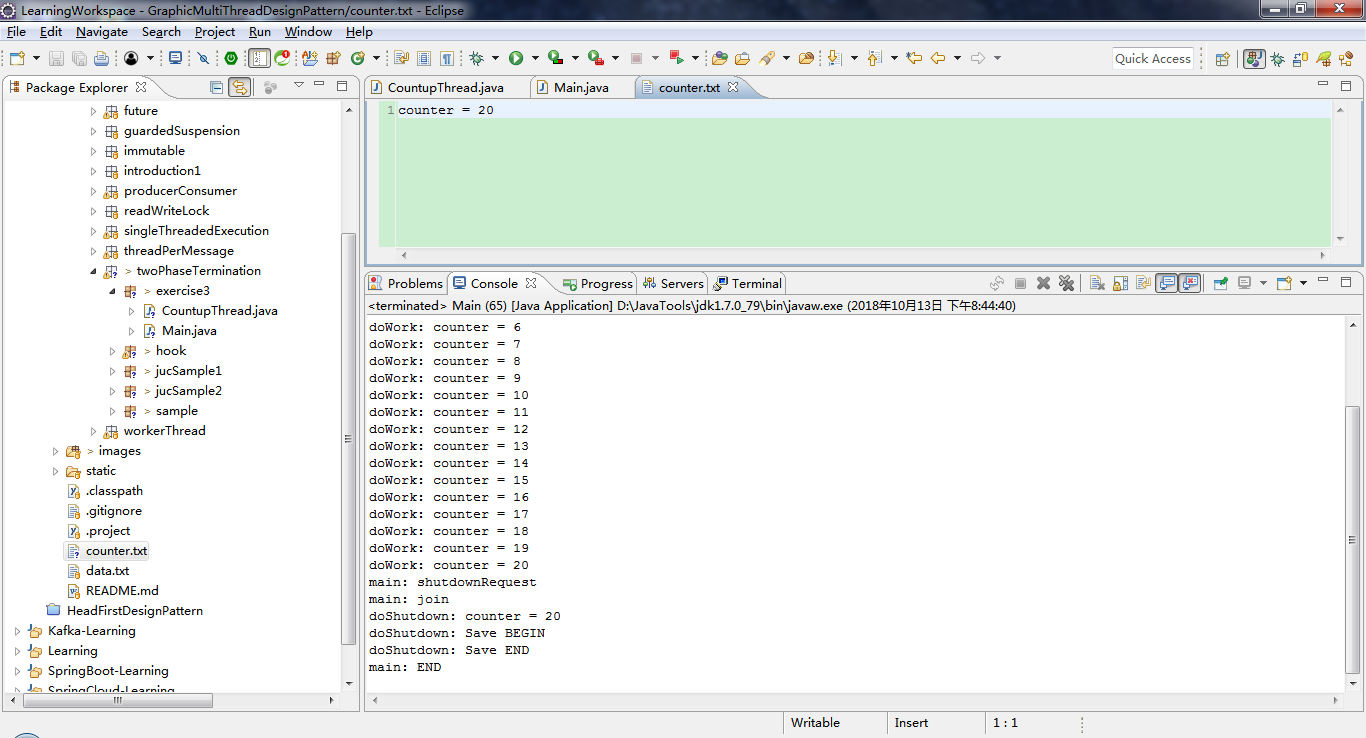 LearningWorkspace - GraphicMultiThreadDesignPattern/counter.txt - Eclipse
File Edit Navigate Search Project Run Window Help
Quick Access
Package Explorer
future
guardedSuspension
immutable
introduction1
producerConsumer
readWriteLock
singleThreadedExecution
threadPerMessage
> twoPhaseTermination
> exercise3
CountupThread.java
Main.java
> hook
> jucSample1
> jucSample2
> sample
workerThread
> images
static
.classpath
.gitignore
.project
counter.txt
data.txt
README.md
HeadFirstDesignPattern
Kafka-Learning
Learning
SpringBoot-Learning
SpringCloud-Learning
CountupThread.java Main.java counter.txt
1 counter = 20
Problems Console Progress Servers Terminal
<terminated> Main (65) [Java Application] D:\JavaTools\jdk1.7.0_79\bin\javaw.exe (2018年10月13日 下午8:44:40)
doWork: counter = 6
doWork: counter = 7
doWork: counter = 8
doWork: counter = 9
doWork: counter = 10
doWork: counter = 11
doWork: counter = 12
doWork: counter = 13
doWork: counter = 14
doWork: counter = 15
doWork: counter = 16
doWork: counter = 17
doWork: counter = 18
doWork: counter = 19
doWork: counter = 20
main: shutdownRequest
main: join
doShutdown: counter = 20
doShutdown: Save BEGIN
doShutdown: Save END
main: END
Writable Insert 1 : 1